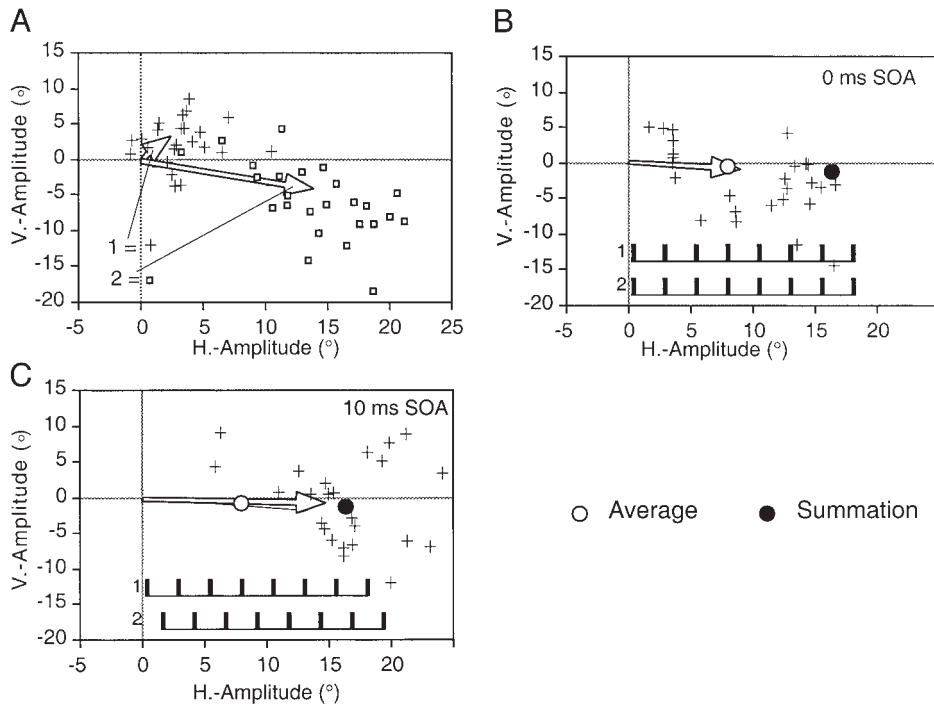 A
15
10
5
0
-5
-10
-15
-20
V.-Amplitude (○)
1 =
2 =
-5 0 5 10 15 20 25
H.-Amplitude (°)
B
0 ms SOA
15
10
5
0
-5
-10
-15
-20
V.-Amplitude (○)
1
2
-5 0 5 10 15 20
H.-Amplitude (°)
C
10 ms SOA
15
10
5
0
-5
-10
-15
-20
V.-Amplitude (○)
1
2
-5 0 5 10 15 20
H.-Amplitude (°)
Average
Summation